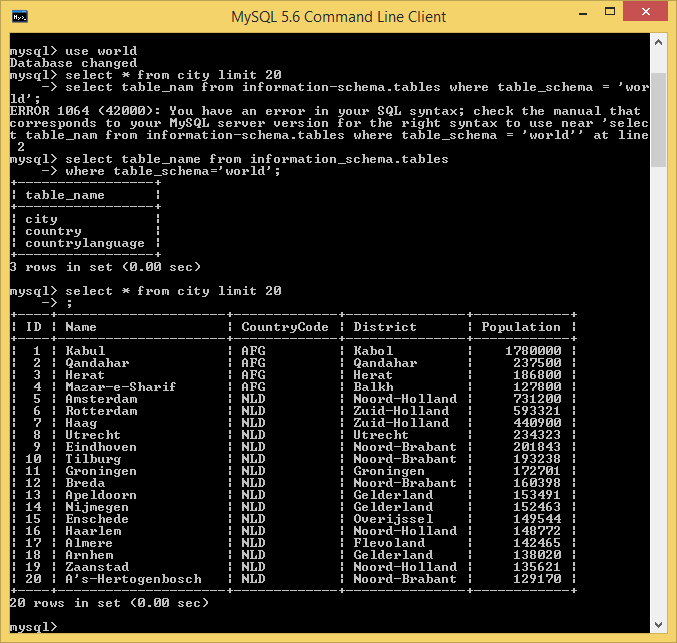 MySQL 5.6 Command Line Client
mysql> use world
Database changed
mysql> select * from city limit 20
    -> select table_nam from information-schema.tables where table_schema = 'wor
ld';
ERROR 1064 (42000): You have an error in your SQL syntax; check the manual that
corresponds to your MySQL server version for the right syntax to use near 'selec
t table_nam from information-schema.tables where table_schema = 'world'' at line
 2
mysql> select table_name from information_schema.tables
    -> where table_schema='world';
+-----------------+
| table_name      |
+-----------------+
| city            |
| country         |
| countrylanguage |
+-----------------+
3 rows in set (0.00 sec)
mysql> select * from city limit 20
    -> ;
+----+---------------------+-------------+---------------+------------+
| ID | Name                | CountryCode | District      | Population |
+----+---------------------+-------------+---------------+------------+
|  1 | Kabul               | AFG         | Kabol         |    1780000 |
|  2 | Qandahar            | AFG         | Qandahar      |     237500 |
|  3 | Herat               | AFG         | Herat         |     186800 |
|  4 | Mazar-e-Sharif      | AFG         | Balkh         |     127800 |
|  5 | Amsterdam           | NLD         | Noord-Holland |     731200 |
|  6 | Rotterdam           | NLD         | Zuid-Holland  |     593321 |
|  7 | Haag                | NLD         | Zuid-Holland  |     440900 |
|  8 | Utrecht             | NLD         | Utrecht       |     234323 |
|  9 | Eindhoven           | NLD         | Noord-Brabant |     201843 |
| 10 | Tilburg             | NLD         | Noord-Brabant |     193238 |
| 11 | Groningen           | NLD         | Groningen     |     172701 |
| 12 | Breda               | NLD         | Noord-Brabant |     160398 |
| 13 | Apeldoorn           | NLD         | Gelderland    |     153491 |
| 14 | Nijmegen            | NLD         | Gelderland    |     152463 |
| 15 | Enschede            | NLD         | Overijssel    |     149544 |
| 16 | Haarlem             | NLD         | Noord-Holland |     148772 |
| 17 | Almere              | NLD         | Flevoland     |     142465 |
| 18 | Arnhem              | NLD         | Gelderland    |     138020 |
| 19 | Zaanstad            | NLD         | Noord-Holland |     135621 |
| 20 | A's-Hertogenbosch   | NLD         | Noord-Brabant |     129170 |
+----+---------------------+-------------+---------------+------------+
20 rows in set (0.00 sec)
mysql>